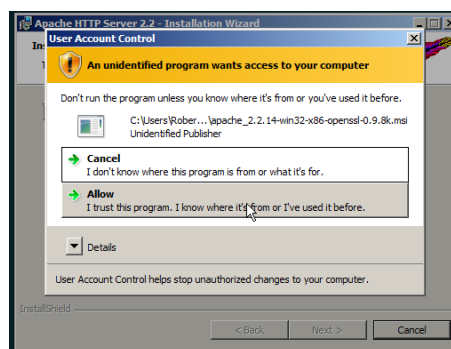 Apache HTTP Server 2.2 - Installation Wizard
User Account Control
An unidentified program wants access to your computer
Don't run the program unless you know where it's from or you've used it before.
C:\Users\Rober...\apache_2.2.14-win32-x86-openssl-0.9.8k.msi
Unidentified Publisher
Cancel
I don't know where this program is from or what it's for.
Allow
I trust this program. I know where it's from or I've used it before.
Details
User Account Control helps stop unauthorized changes to your computer.
InstallShield
< Back
Next >
Cancel